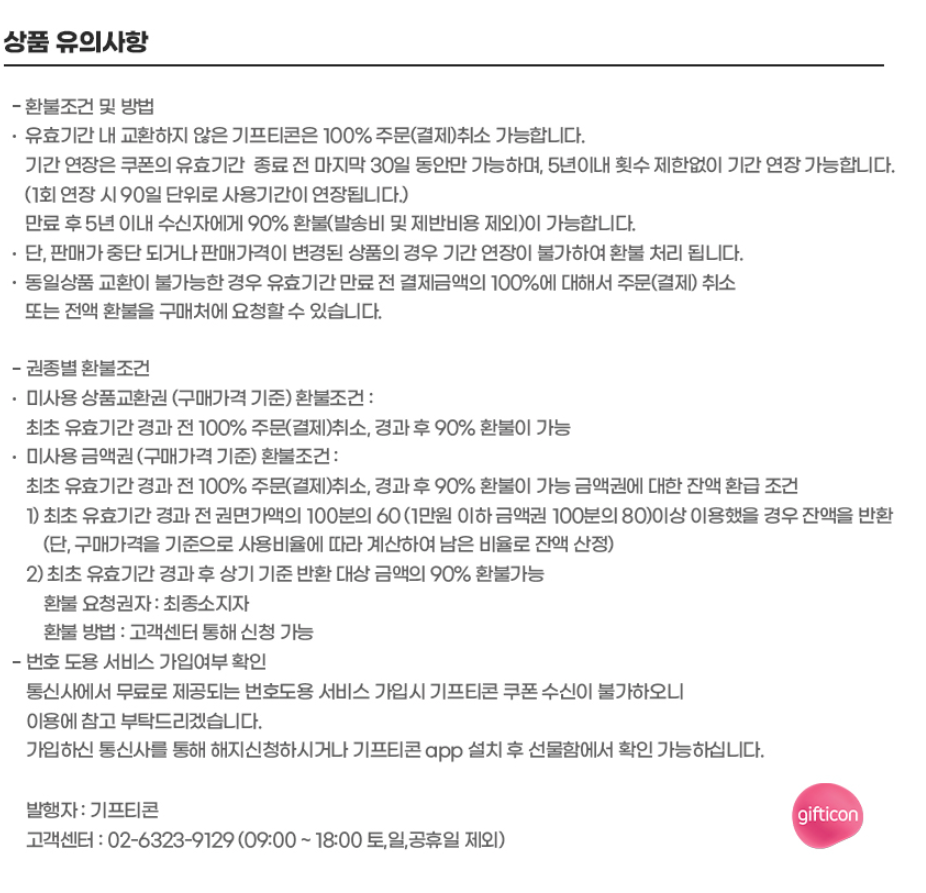 상품 유의사항
- 환불조건 및 방법
· 유효기간 내 교환하지 않은 기프티콘은 100% 주문(결제)취소 가능합니다.
기간 연장은 쿠폰의 유효기간 종료 전 마지막 30일 동안만 가능하며, 5년이내 횟수 제한없이 기간 연장 가능합니다.
(1회 연장 시 90일 단위로 사용기간이 연장됩니다.)
만료 후 5년 이내 수신자에게 90% 환불(발송비 및 제반비용 제외)이 가능합니다.
· 단, 판매가 중단 되거나 판매가격이 변경된 상품의 경우 기간 연장이 불가하여 환불 처리 됩니다.
· 동일상품 교환이 불가능한 경우 유효기간 만료 전 결제금액의 100%에 대해서 주문(결제) 취소
또는 전액 환불을 구매처에 요청할 수 있습니다.
- 권종별 환불조건
· 미사용 상품교환권 (구매가격 기준) 환불조건 :
최초 유효기간 경과 전 100% 주문(결제)취소, 경과 후 90% 환불이 가능
· 미사용 금액권 (구매가격 기준) 환불조건 :
최초 유효기간 경과 전 100% 주문(결제)취소, 경과 후 90% 환불이 가능 금액권에 대한 잔액 환급 조건
1) 최초 유효기간 경과 전 권면가액의 100분의 60 (1만원 이하 금액권 100분의 80)이상 이용했을 경우 잔액을 반환
(단, 구매가격을 기준으로 사용비율에 따라 계산하여 남은 비율로 잔액 산정)
2) 최초 유효기간 경과 후 상기 기준 반환 대상 금액의 90% 환불가능
환불 요청권자 : 최종소지자
환불 방법 : 고객센터 통해 신청 가능
- 번호 도용 서비스 가입여부 확인
통신사에서 무료로 제공되는 번호도용 서비스 가입시 기프티콘 쿠폰 수신이 불가하오니
이용에 참고 부탁드리겠습니다.
가입하신 통신사를 통해 해지신청하시거나 기프티콘 app 설치 후 선물함에서 확인 가능하십니다.
발행자 : 기프티콘
고객센터 : 02-6323-9129 (09:00 ~ 18:00 토,일,공휴일 제외)
gifticon